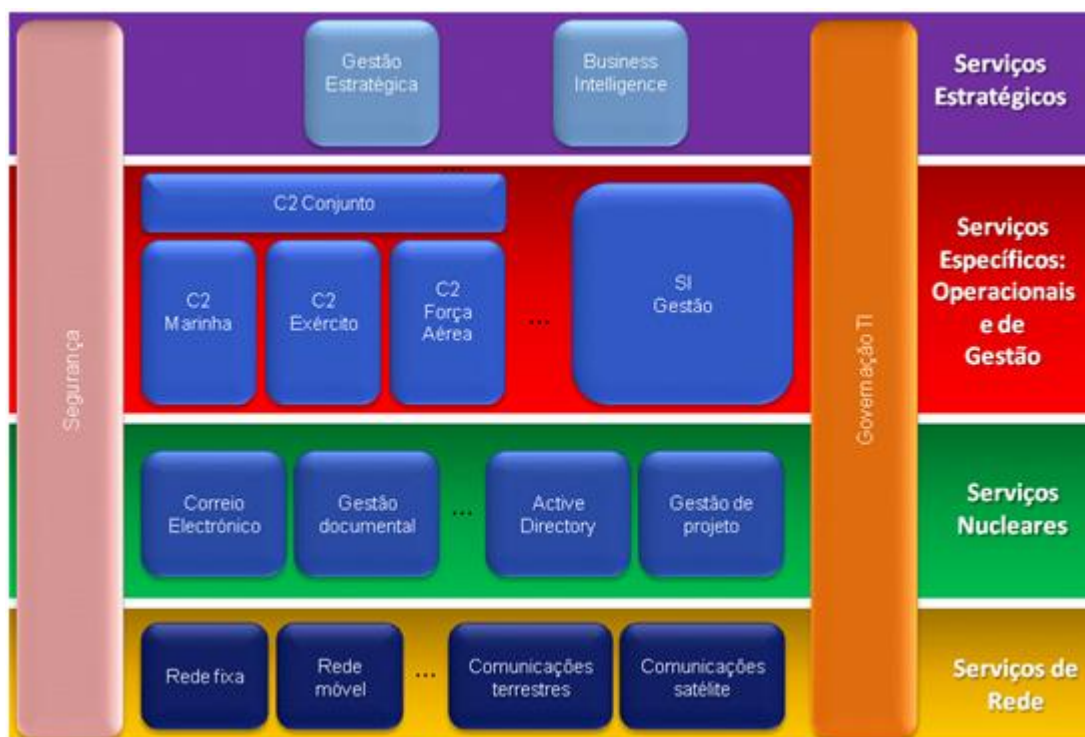 Segurança
Governação TI
Gestão
Estratégica
Business
Intelligence
Serviços
Estratégicos
...
C2 Conjunto
C2
Marinha
C2
Exército
C2
Força
Aérea
...
SI
Gestão
Serviços
Específicos:
Operacionais
e de
Gestão
Correio
Electrónico
Gestão
documental
...
Active
Directory
Gestão de
projeto
Serviços
Nucleares
Rede fixa
Rede
móvel
...
Comunicações
terrestres
Comunicações
satélite
Serviços de
Rede